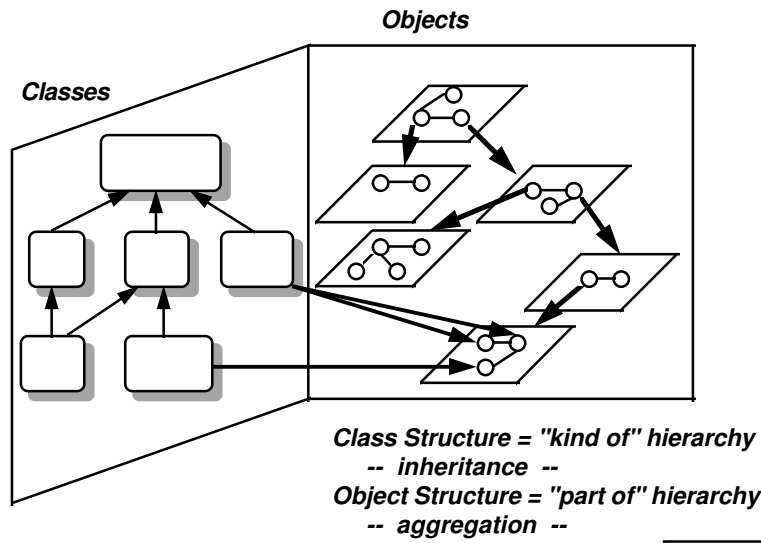 Objects
Classes
Class Structure = "kind of" hierarchy
-- inheritance --
Object Structure = "part of" hierarchy
-- aggregation --